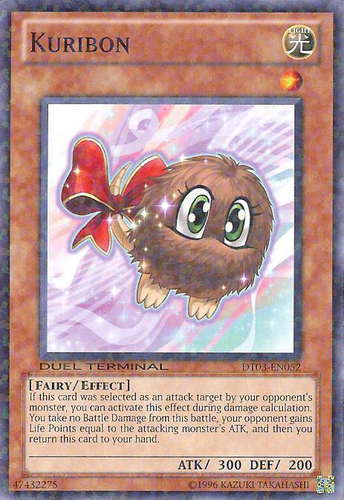 KURIBON
LIGHT
光
DUEL TERMINAL DT03-EN052
[FAIRY/EFFECT]
If this card was selected as an attack target by your opponent's
monster, you can activate this effect during damage calculation.
You take no Battle Damage from this battle, your opponent gains
Life Points equal to the attacking monster's ATK, and then you
return this card to your hand.
ATK/ 300 DEF/ 200
47432275 ©1996 KAZUKI TAKAHASHI